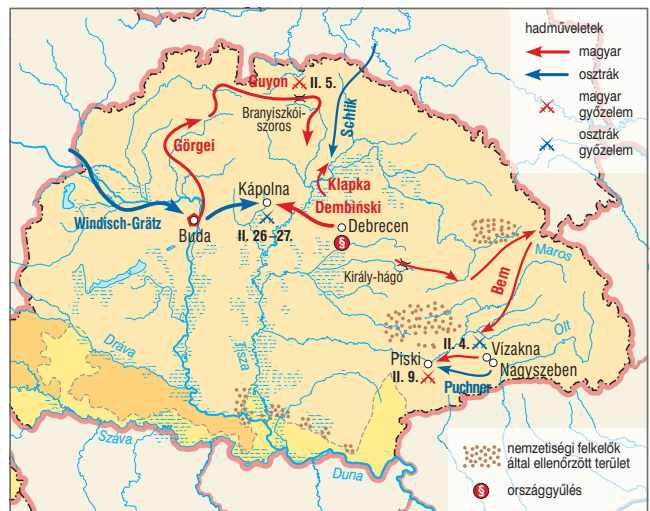 hadműveletek
magyar
osztrák
magyar
győzelem
osztrák
győzelem
Guyon
II. 5.
Branyiszkói-
szoros
Schlik
Görgei
Klapka
Kápolna
Dembiński
Windisch-Grätz
Buda
II. 26–27.
Debrecen
§
Király-hágó
Maros
Bem
Olt
Tisza
Dráva
II. 4.
Vízakna
Piski
Nagyszeben
II. 9.
Puchner
Száva
Duna
nemzetiségi felkelők
által ellenőrzött terület
§ országgyűlés